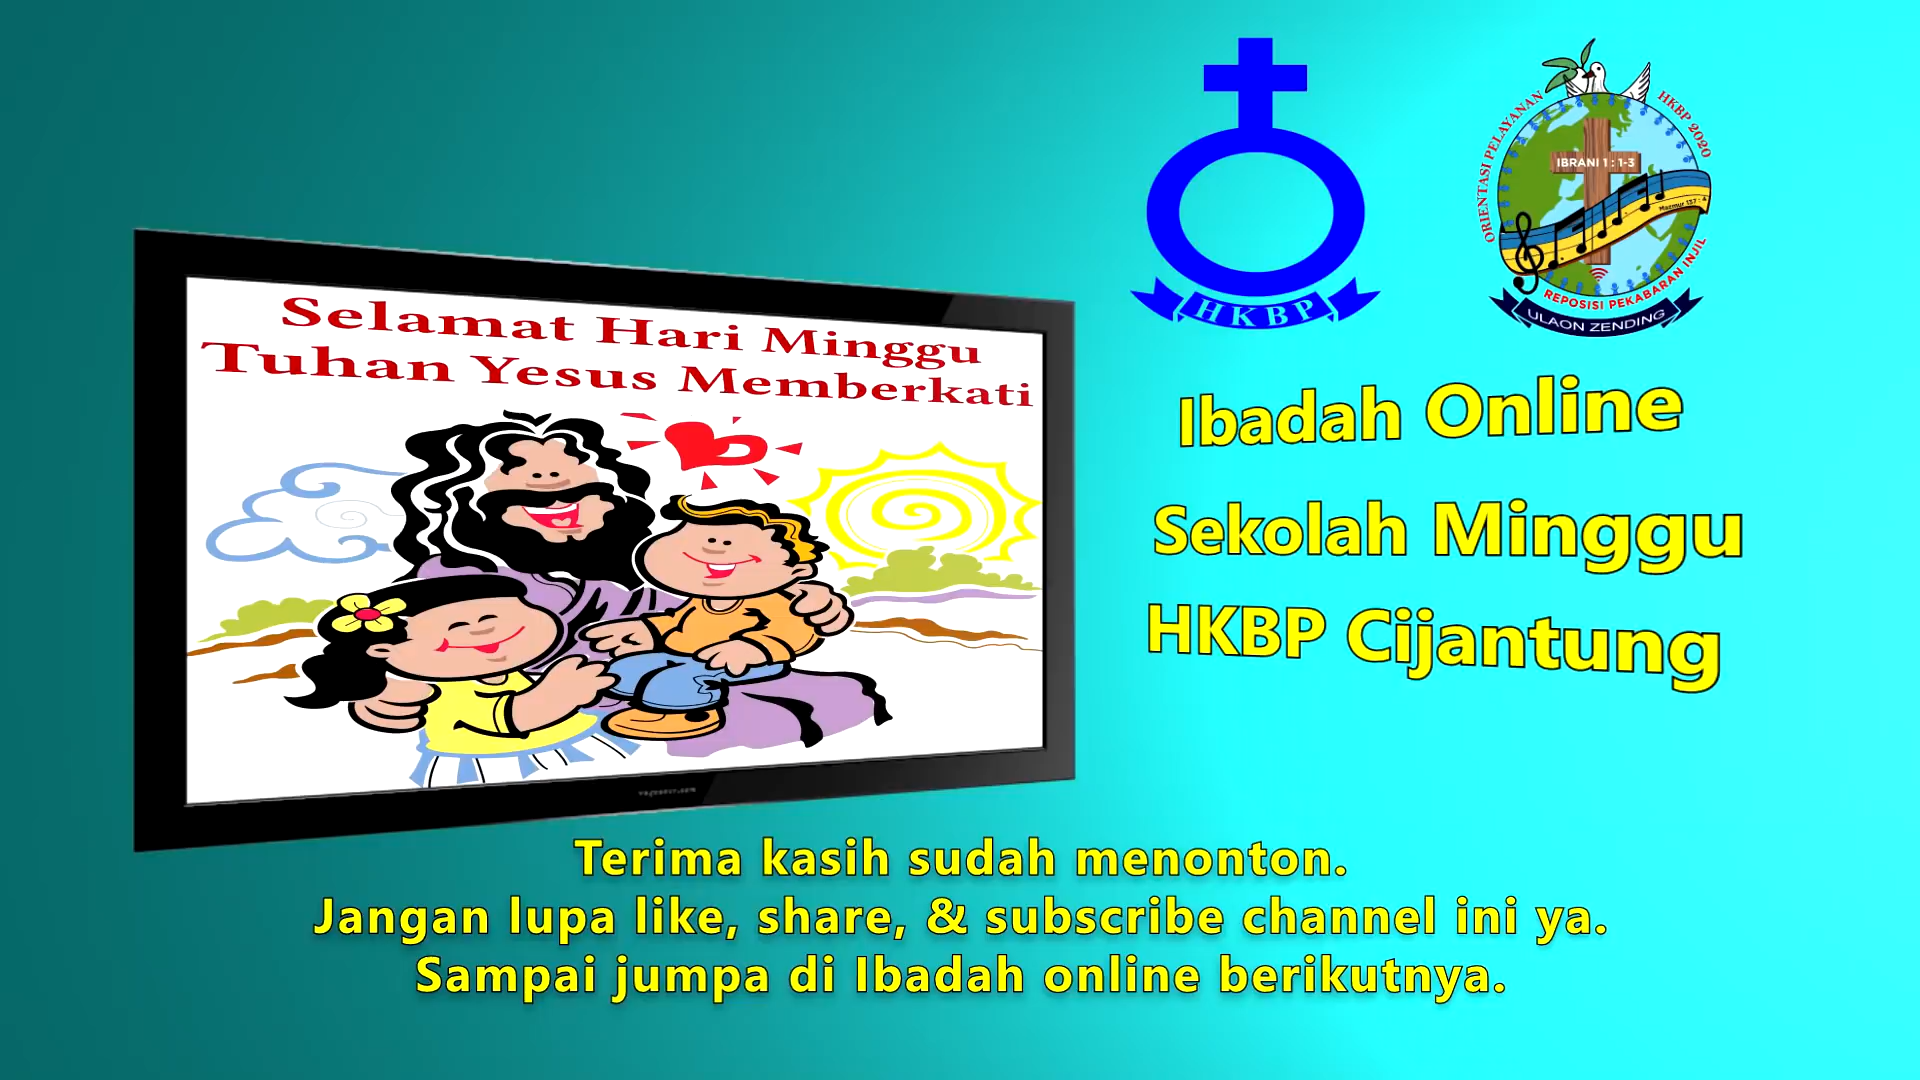 Selamat Hari Minggu
Tuhan Yesus Memberkati
HKBP
ORIENTASI PELAYANAN HKBP 2020
IBRANI 1 : 1-3
REPOSISI PEKABARAN INJIL
ULAON ZENDING
Ibadah Online
Sekolah Minggu
HKBP Cijantung
Terima kasih sudah menonton.
Jangan lupa like, share, & subscribe channel ini ya.
Sampai jumpa di Ibadah online berikutnya.